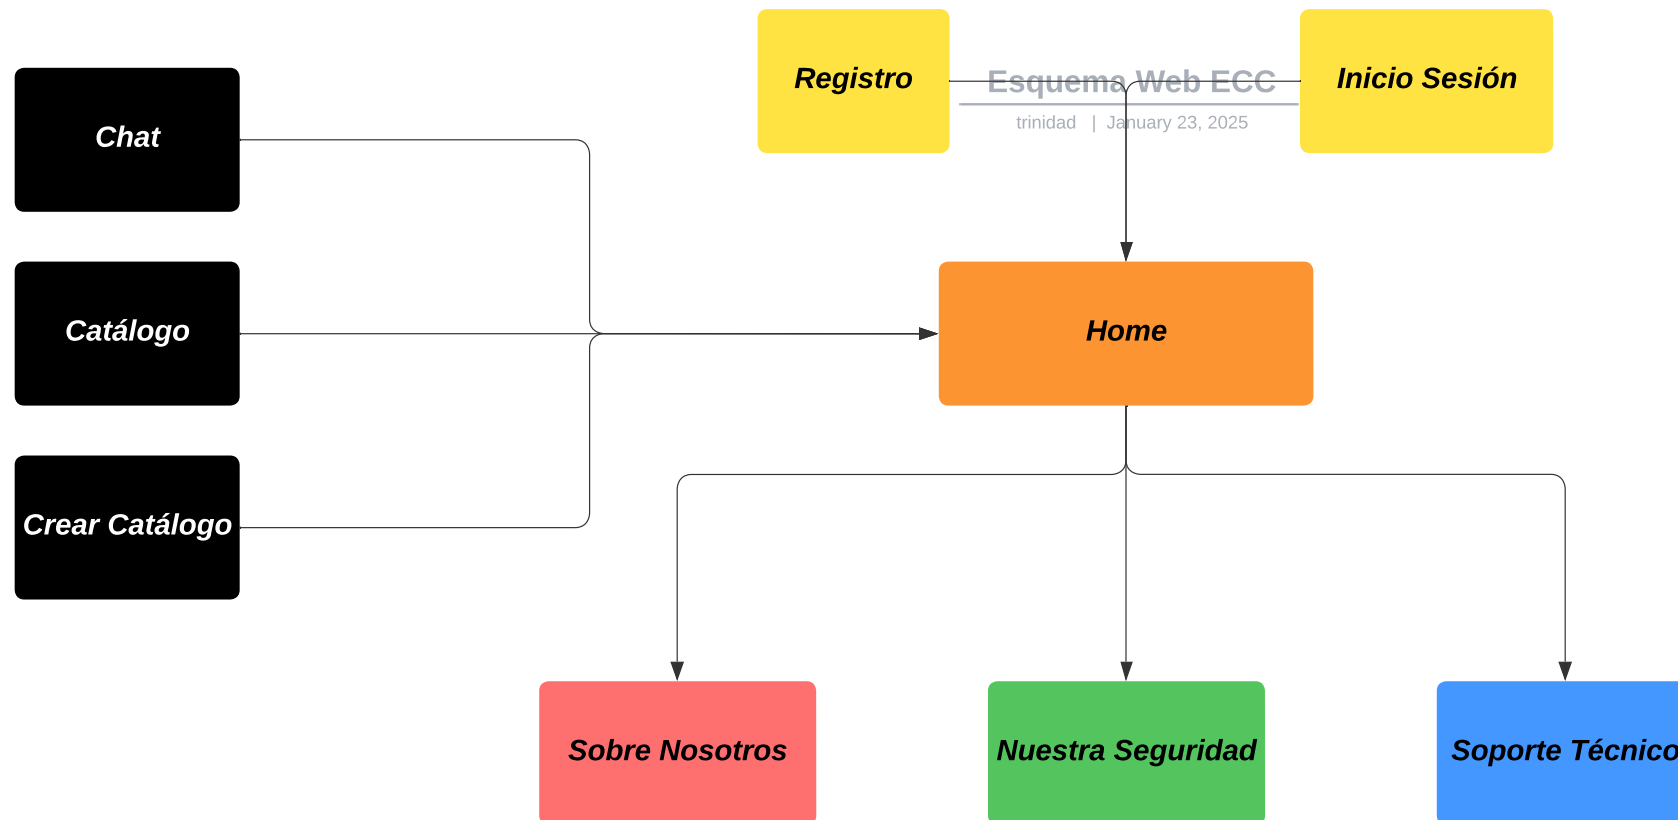 Registro
Esquema Web ECC
trinidad | January 23, 2025
Inicio Sesión
Chat
Catálogo
Home
Crear Catálogo
Sobre Nosotros
Nuestra Seguridad
Soporte Técnico